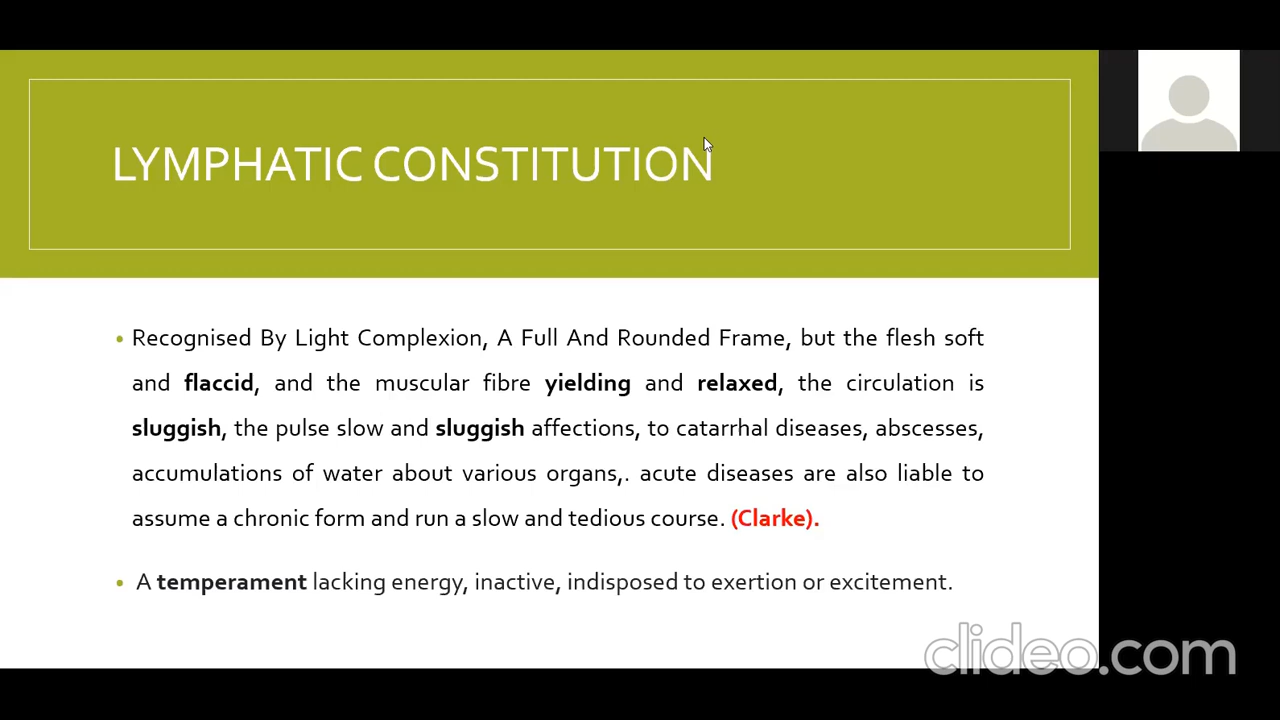 LYMPHATIC CONSTITUTION
• Recognised By Light Complexion, A Full And Rounded Frame, but the flesh soft
and flaccid, and the muscular fibre yielding and relaxed, the circulation is
sluggish, the pulse slow and sluggish affections, to catarrhal diseases, abscesses,
accumulations of water about various organs,. acute diseases are also liable to
assume a chronic form and run a slow and tedious course. (Clarke).
• A temperament lacking energy, inactive, indisposed to exertion or excitement.
clideo.com